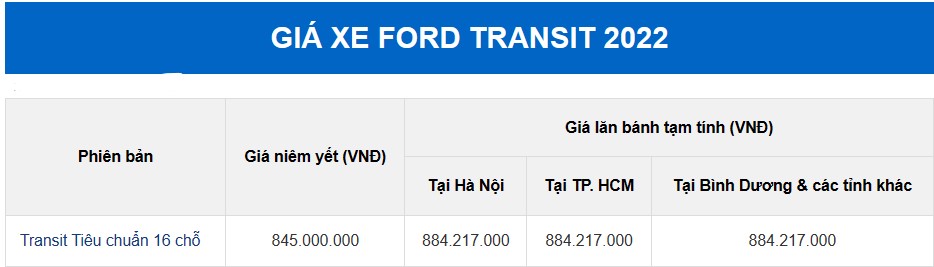 GIÁ XE FORD TRANSIT 2022
Phiên bản
Giá niêm yết (VNĐ)
Giá lăn bánh tạm tính (VNĐ)
Tại Hà Nội
Tại TP. HCM
Tại Bình Dương & các tỉnh khác
Transit Tiêu chuẩn 16 chỗ
845.000.000
884.217.000
884.217.000
884.217.000